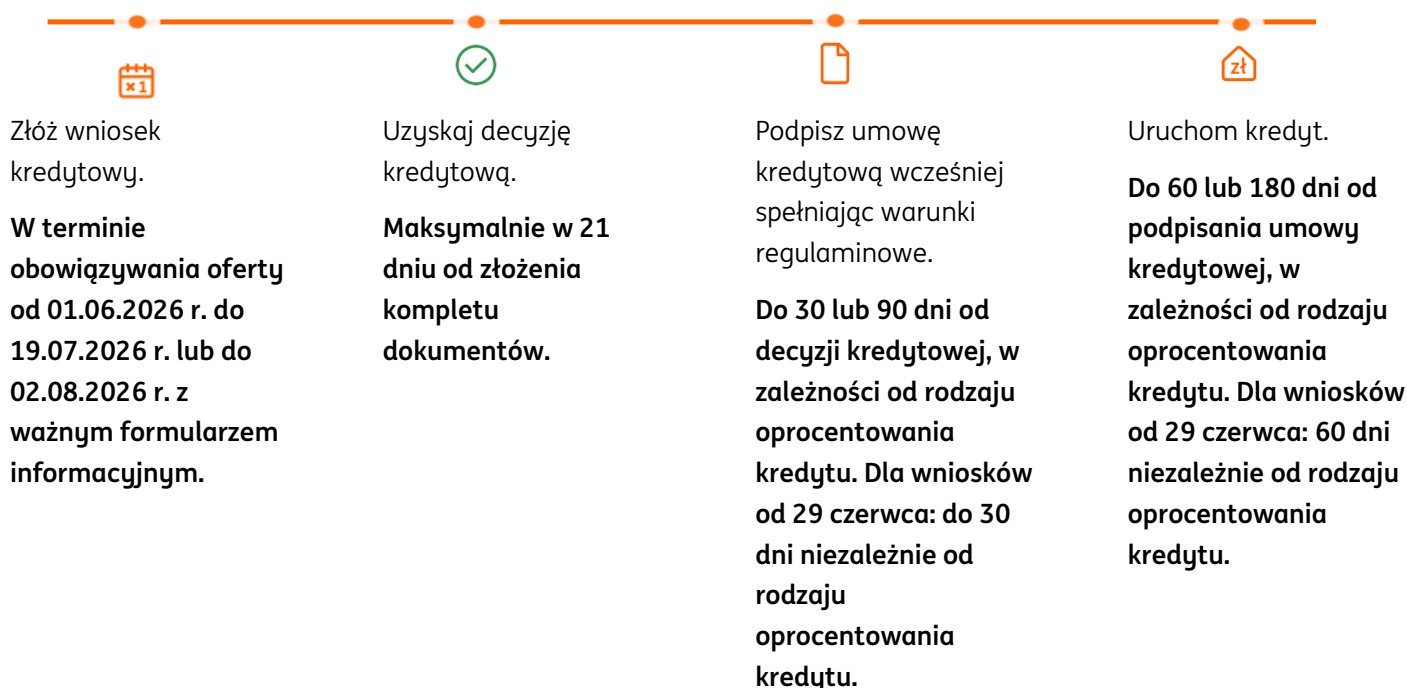 ×1
zł
Złóż wniosek
kredytowy.
W terminie
obowiązywania oferty
od 01.06.2026 r. do
19.07.2026 r. lub do
02.08.2026 r. z
ważnym formularzem
informacyjnym.
Uzyskaj decyzję
kredytową.
Maksymalnie w 21
dniu od złożenia
kompletu
dokumentów.
Podpisz umowę
kredytową wcześniej
spełniając warunki
regulaminowe.
Do 30 lub 90 dni od
decyzji kredytowej, w
zależności od rodzaju
oprocentowania
kredytu. Dla wniosków
od 29 czerwca: do 30
dni niezależnie od
rodzaju
oprocentowania
kredytu.
Uruchom kredyt.
Do 60 lub 180 dni od
podpisania umowy
kredytowej, w
zależności od rodzaju
oprocentowania
kredytu. Dla wniosków
od 29 czerwca: 60 dni
niezależnie od rodzaju
oprocentowania
kredytu.